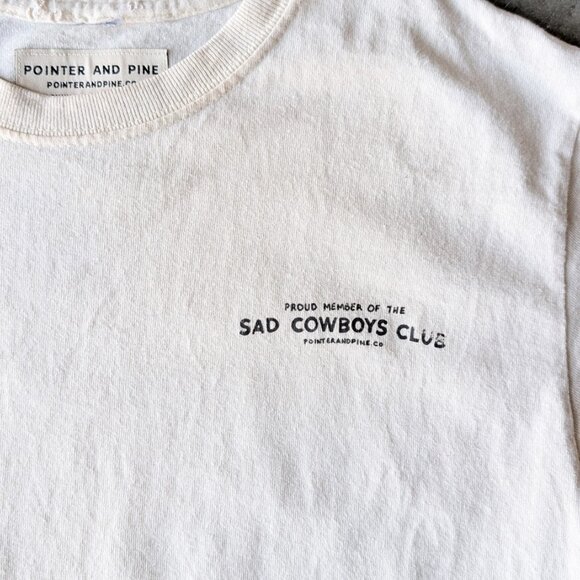 POINTER AND PINE
POINTERANDPINE.CO
PROUD MEMBER OF THE
SAD COWBOYS CLUB
POINTERANDPINE.CO